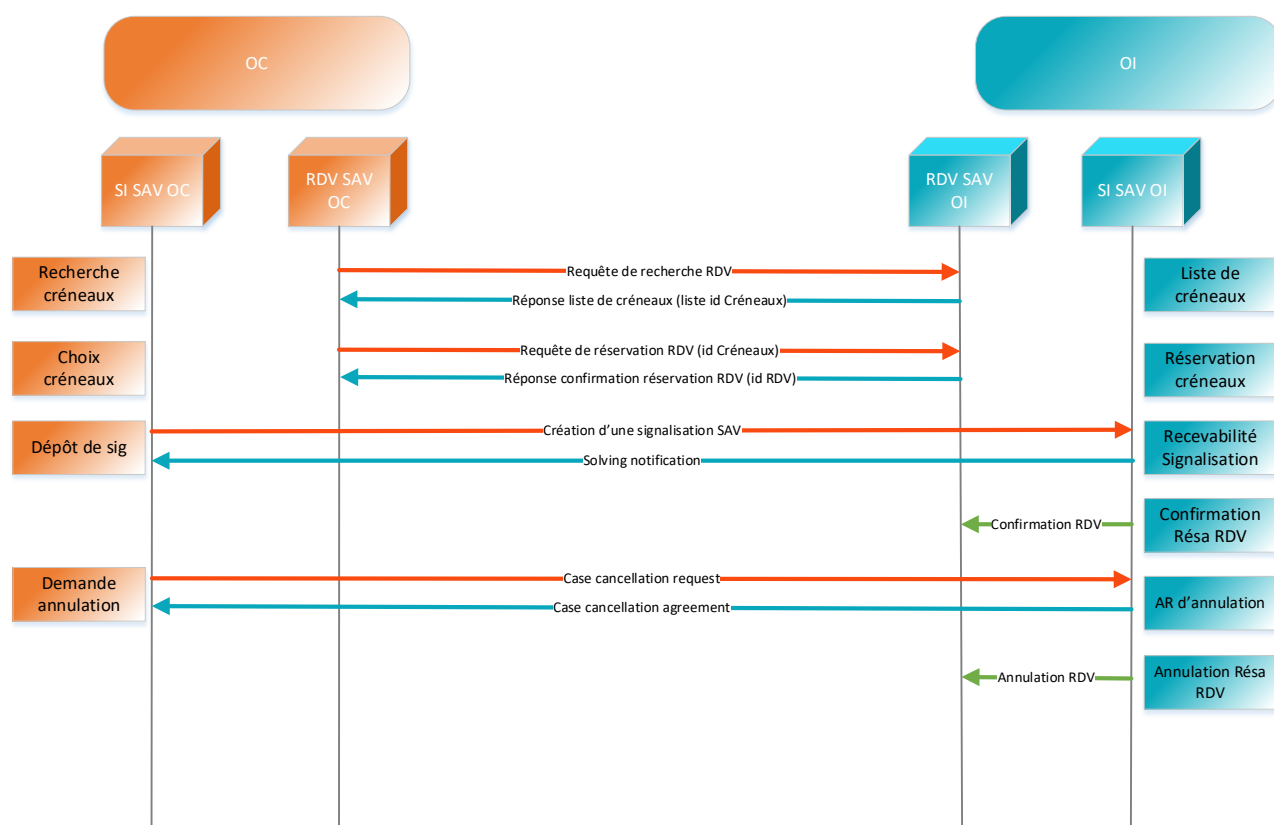 OC
OI
SI SAV OC
RDV SAV
OC
RDV SAV
OI
SI SAV OI
Recherche
créneaux
Requête de recherche RDV
Réponse liste de créneaux (liste id Créneaux)
Liste de
créneaux
Choix
créneaux
Requête de réservation RDV (id Créneaux)
Réponse confirmation réservation RDV (id RDV)
Réservation
créneaux
Dépôt de sig
Création d'une signalisation SAV
Solving notification
Recevabilité
Signalisation
Confirmation RDV
Confirmation
Résa RDV
Demande
annulation
Case cancellation request
Case cancellation agreement
AR d'annulation
Annulation RDV
Annulation Résa
RDV